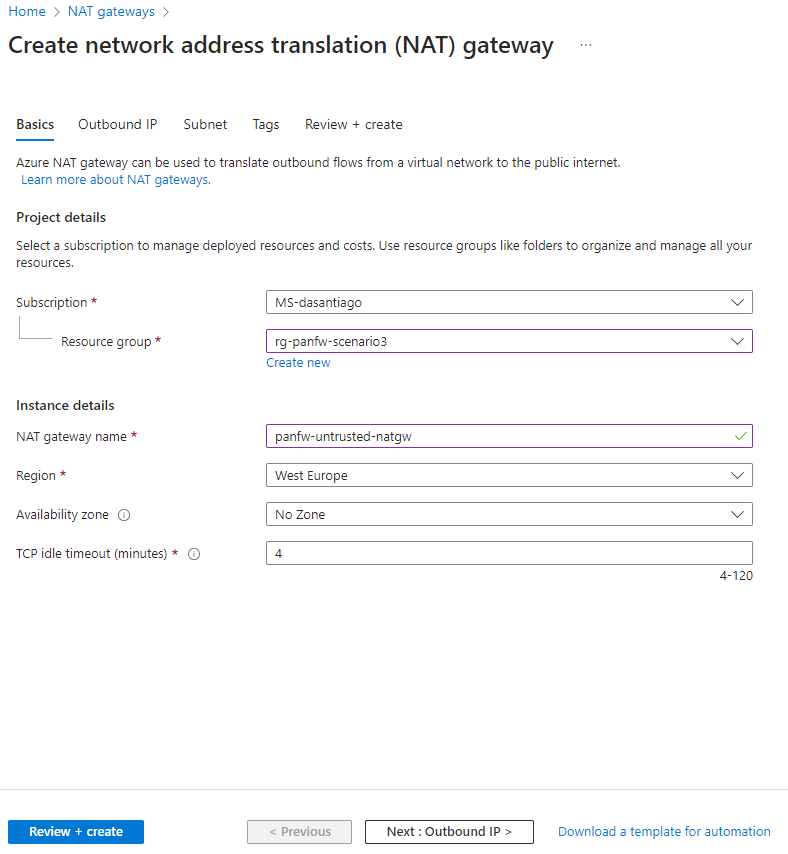 Home > NAT gateways >
Create network address translation (NAT) gateway ...
Basics Outbound IP Subnet Tags Review + create
Azure NAT gateway can be used to translate outbound flows from a virtual network to the public internet.
Learn more about NAT gateways.
Project details
Select a subscription to manage deployed resources and costs. Use resource groups like folders to organize and manage all your
resources.
Subscription * MS-dasantiago
Resource group * rg-panfw-scenario3
Create new
Instance details
NAT gateway name * panfw-untrusted-natgw
Region * West Europe
Availability zone No Zone
TCP idle timeout (minutes) * 4
4-120
Review + create < Previous Next : Outbound IP > Download a template for automation